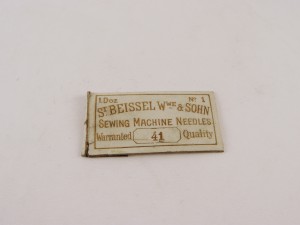 1 Doz Nº 1
St BEISSEL Wwe & SOHN
SEWING MACHINE NEEDLES
Warranted 41 Quality